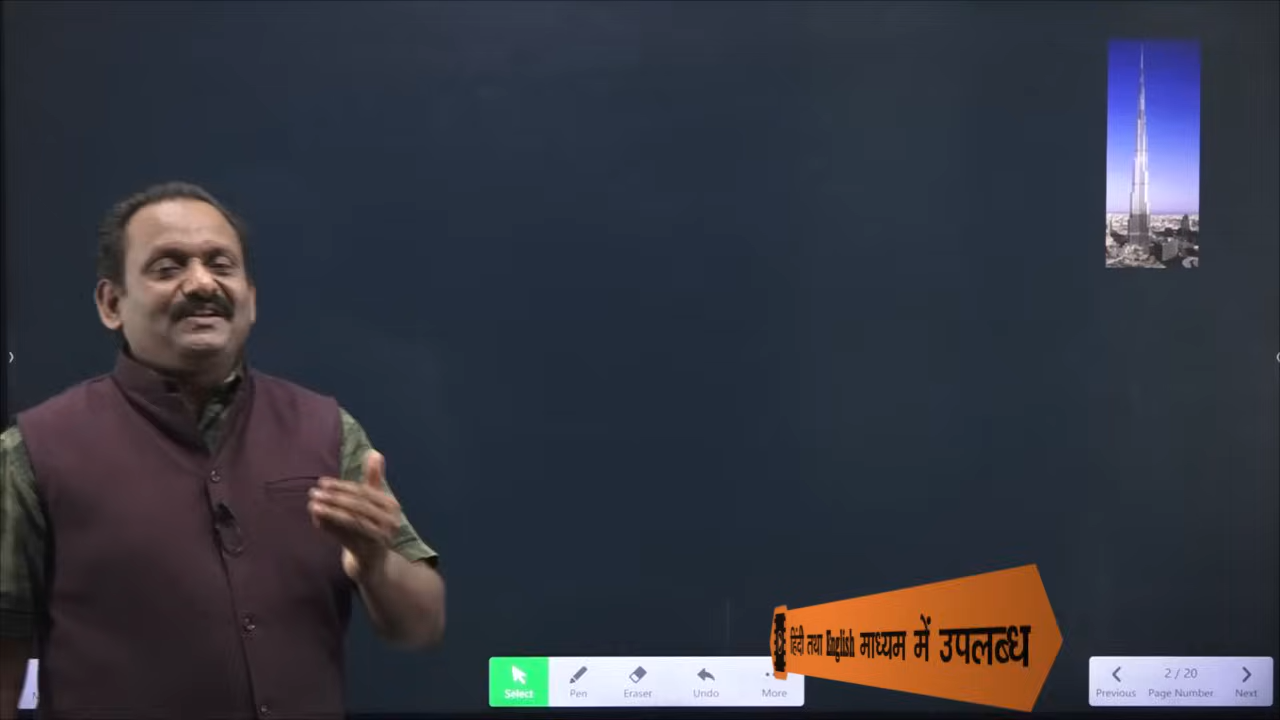 हिंदी तथा English माध्यम में उपलब्ध
Select
Pen
Eraser
Undo
More
Previous
2 / 20
Page Number
Next